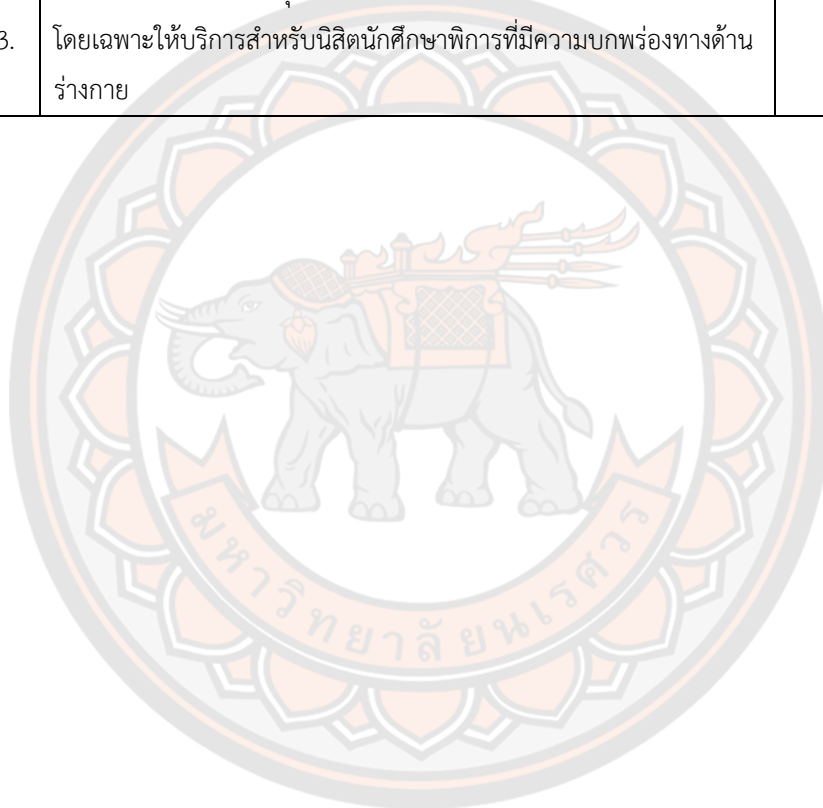 3. โดยเฉพาะให้บริการสำหรับนิสิตนักศึกษาพิการที่มีความบกพร่องทางด้าน
ร่างกาย
มหาวิทยาลัยนเรศวร